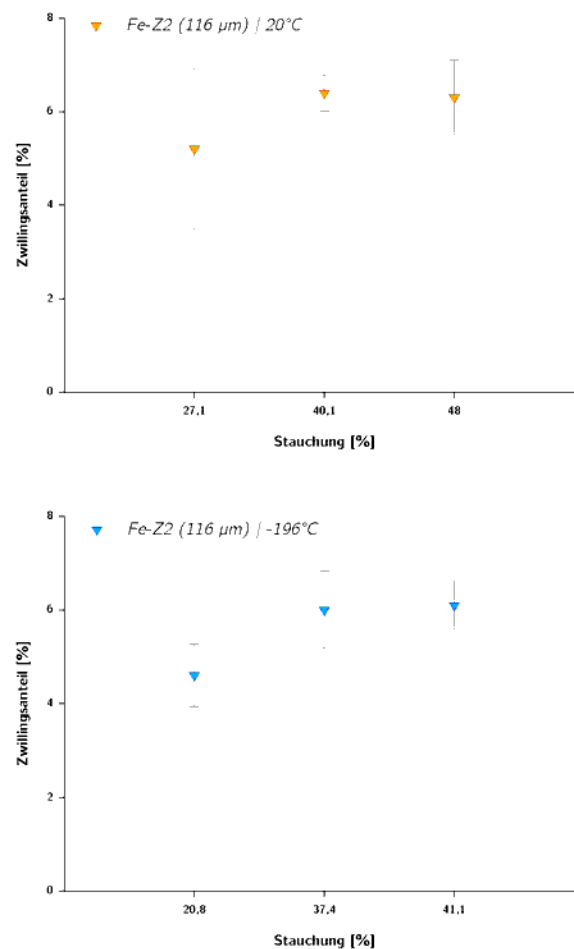 8
Fe-Z2 (116 µm) | 20°C
6
Zwillingsanteil [%]
4
2
0
27,1 40,1 48
Stauchung [%]
8
Fe-Z2 (116 µm) | -196°C
6
Zwillingsanteil [%]
4
2
0
20,8 37,4 41,1
Stauchung [%]